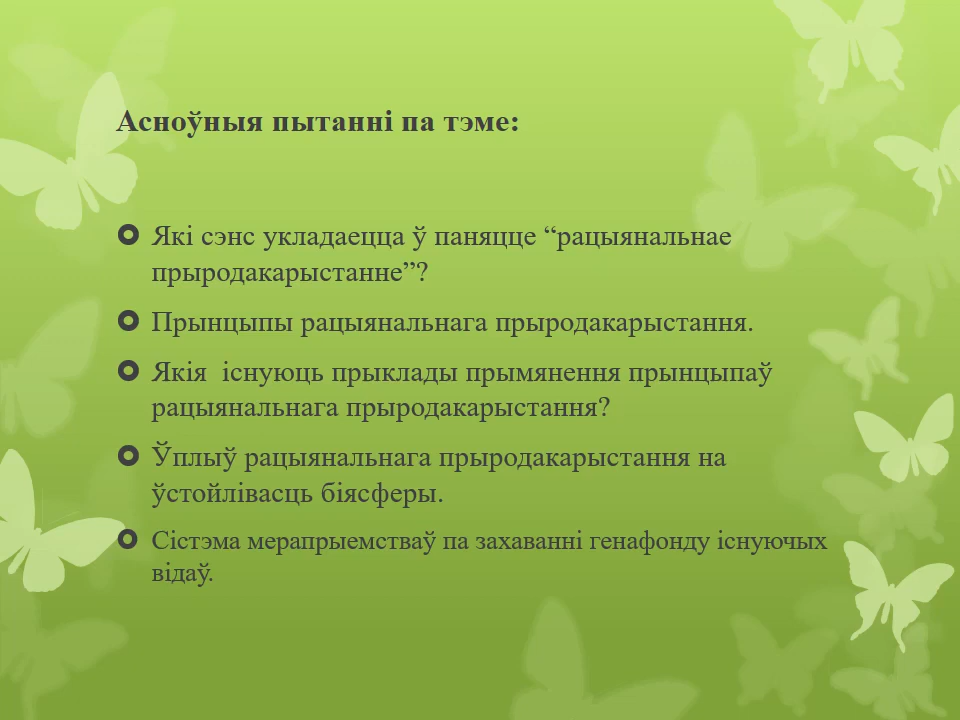 Асноўныя пытанні па тэме:
Які сэнс укладаецца ў паняцце “рацыянальнае
прыродакарыстанне”?
Прынцыпы рацыянальнага прыродакарыстання.
Якія  існуюць прыклады прымянення прынцыпаў
рацыянальнага прыродакарыстання?
Ўплыў рацыянальнага прыродакарыстання на
ўстойлівасць біясферы.
Сістэма мерапрыемстваў па захаванні генафонду існуючых
відаў.